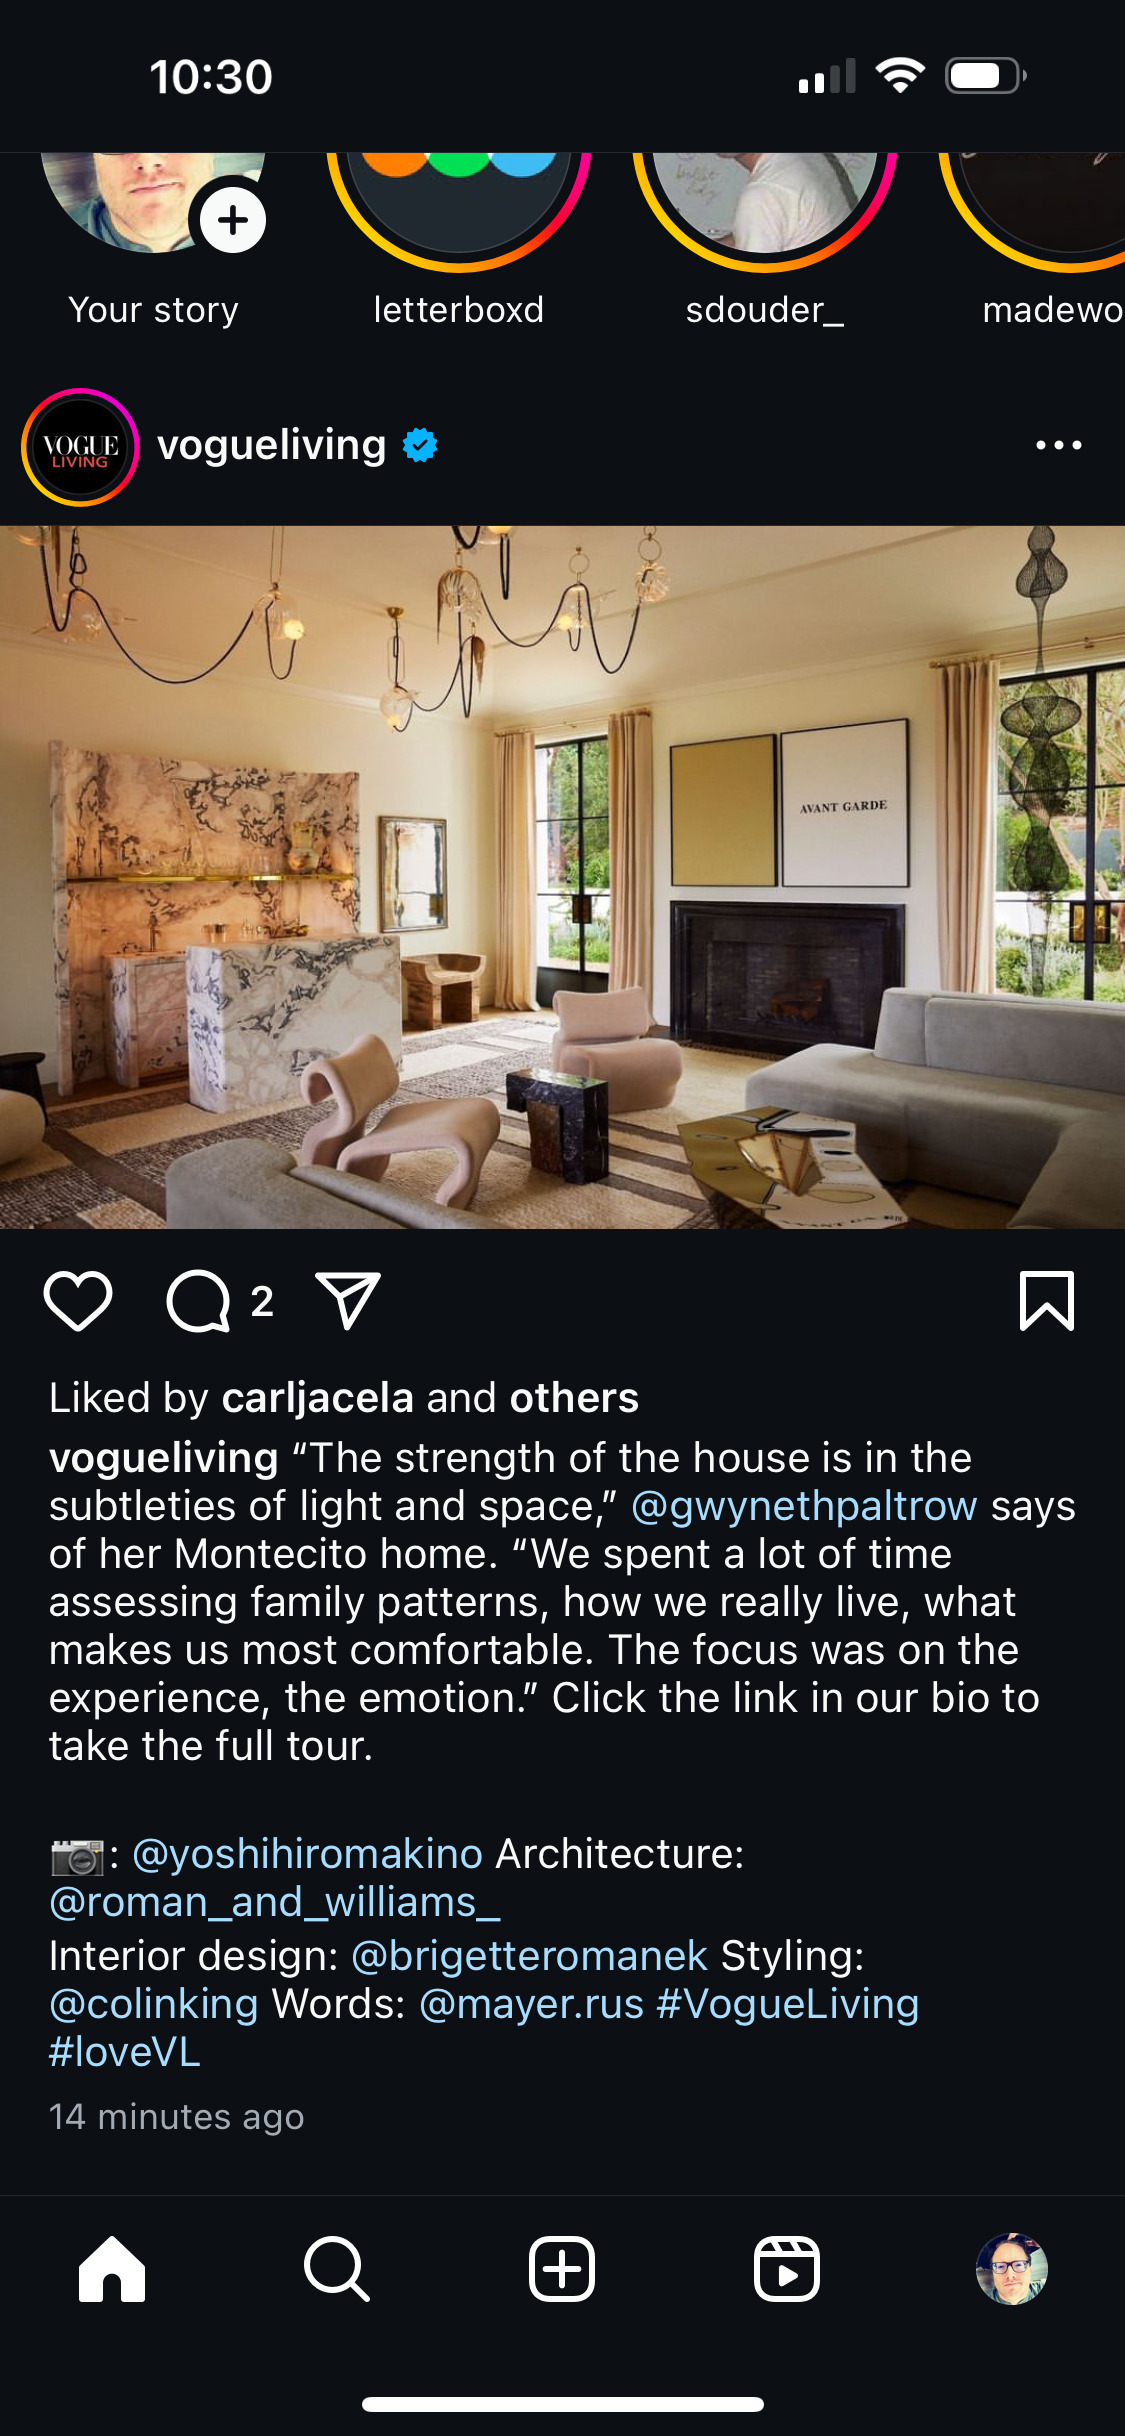 10:30
Your story
letterboxd
sdouder_
madewo
VOGUE
LIVING
vogueliving
AVANT GARDE
2
Liked by carljacela and others
vogueliving “The strength of the house is in the
subtleties of light and space,” @gwynethpaltrow says
of her Montecito home. “We spent a lot of time
assessing family patterns, how we really live, what
makes us most comfortable. The focus was on the
experience, the emotion.” Click the link in our bio to
take the full tour.
📷: @yoshihiromakino Architecture:
@roman_and_williams_
Interior design: @brigetteromanek Styling:
@colinking Words: @mayer.rus #VogueLiving
#loveVL
14 minutes ago